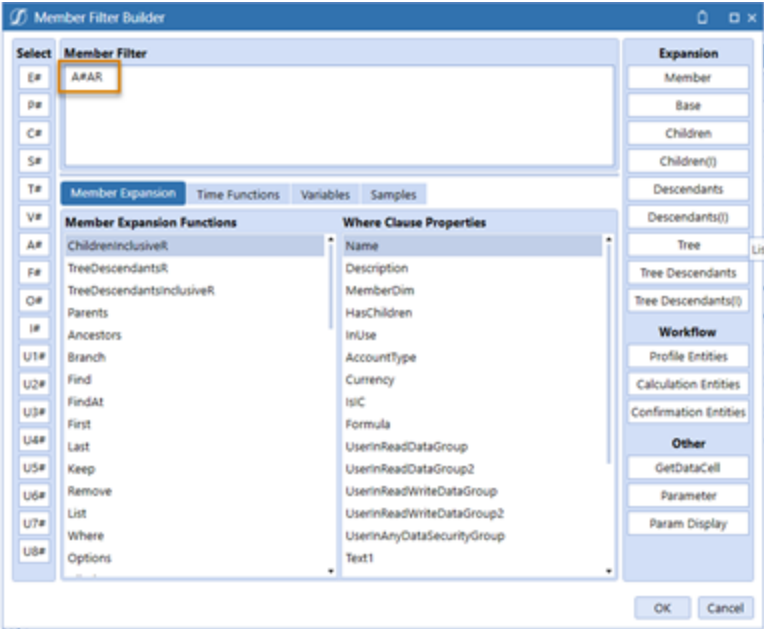 Member Filter Builder
Select
E#
P#
C#
S#
T#
V#
A#
F#
O#
I#
U1#
U2#
U3#
U4#
U5#
U6#
U7#
U8#
Member Filter
A#AR
Member Expansion Time Functions Variables Samples
Member Expansion Functions
ChildrenInclusiveR
TreeDescendantsR
TreeDescendantsInclusiveR
Parents
Ancestors
Branch
Find
FindAt
First
Last
Keep
Remove
List
Where
Options
Where Clause Properties
Name
Description
MemberDim
HasChildren
InUse
AccountType
Currency
IsIC
Formula
UserInReadDataGroup
UserInReadDataGroup2
UserInReadWriteDataGroup
UserInReadWriteDataGroup2
UserInAnyDataSecurityGroup
Text1
Expansion
Member
Base
Children
Children(I)
Descendants
Descendants(I)
Tree
Tree Descendants
Tree Descendants(I)
Workflow
Profile Entities
Calculation Entities
Confirmation Entities
Other
GetDataCell
Parameter
Param Display
OK Cancel